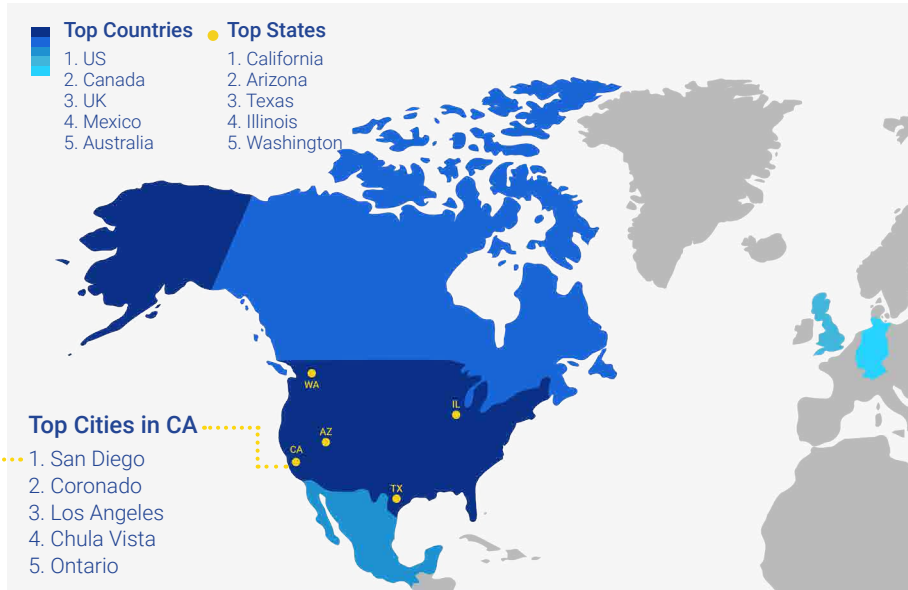 Top Countries
1. US
2. Canada
3. UK
4. Mexico
5. Australia
Top States
1. California
2. Arizona
3. Texas
4. Illinois
5. Washington
WA
IL
AZ
CA
TX
Top Cities in CA
1. San Diego
2. Coronado
3. Los Angeles
4. Chula Vista
5. Ontario